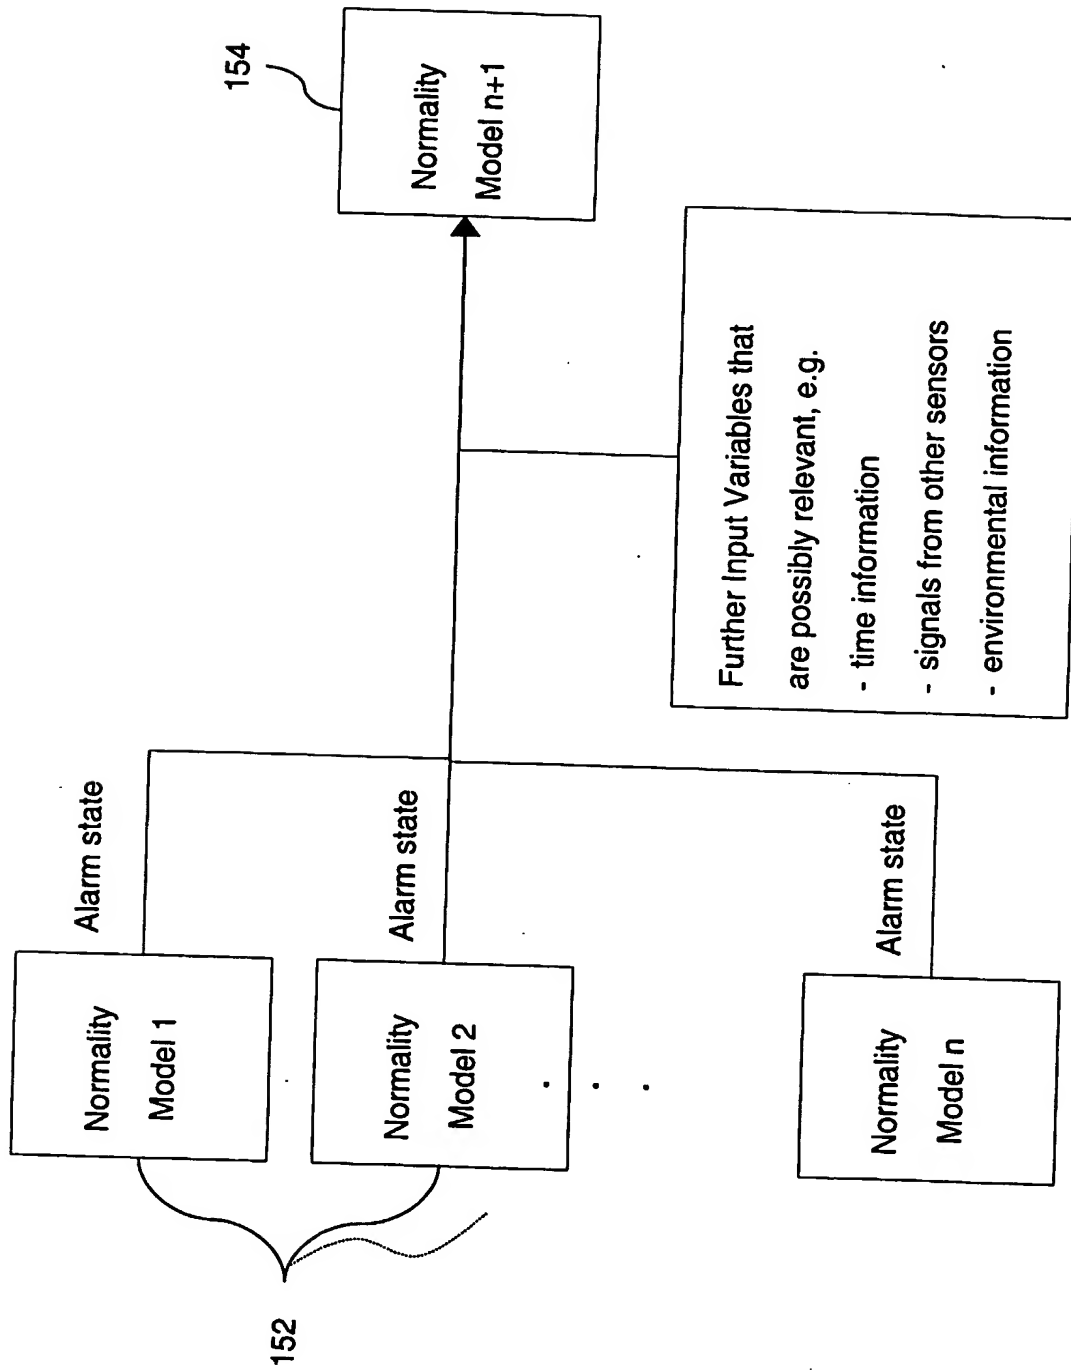 152
Normality
Model 1
Alarm state
Normality
Model 2
Alarm state
Normality
Model n
Alarm state
154
Normality
Model n+1
Further Input Variables that
are possibly relevant, e.g.
- time information
- signals from other sensors
- environmental information